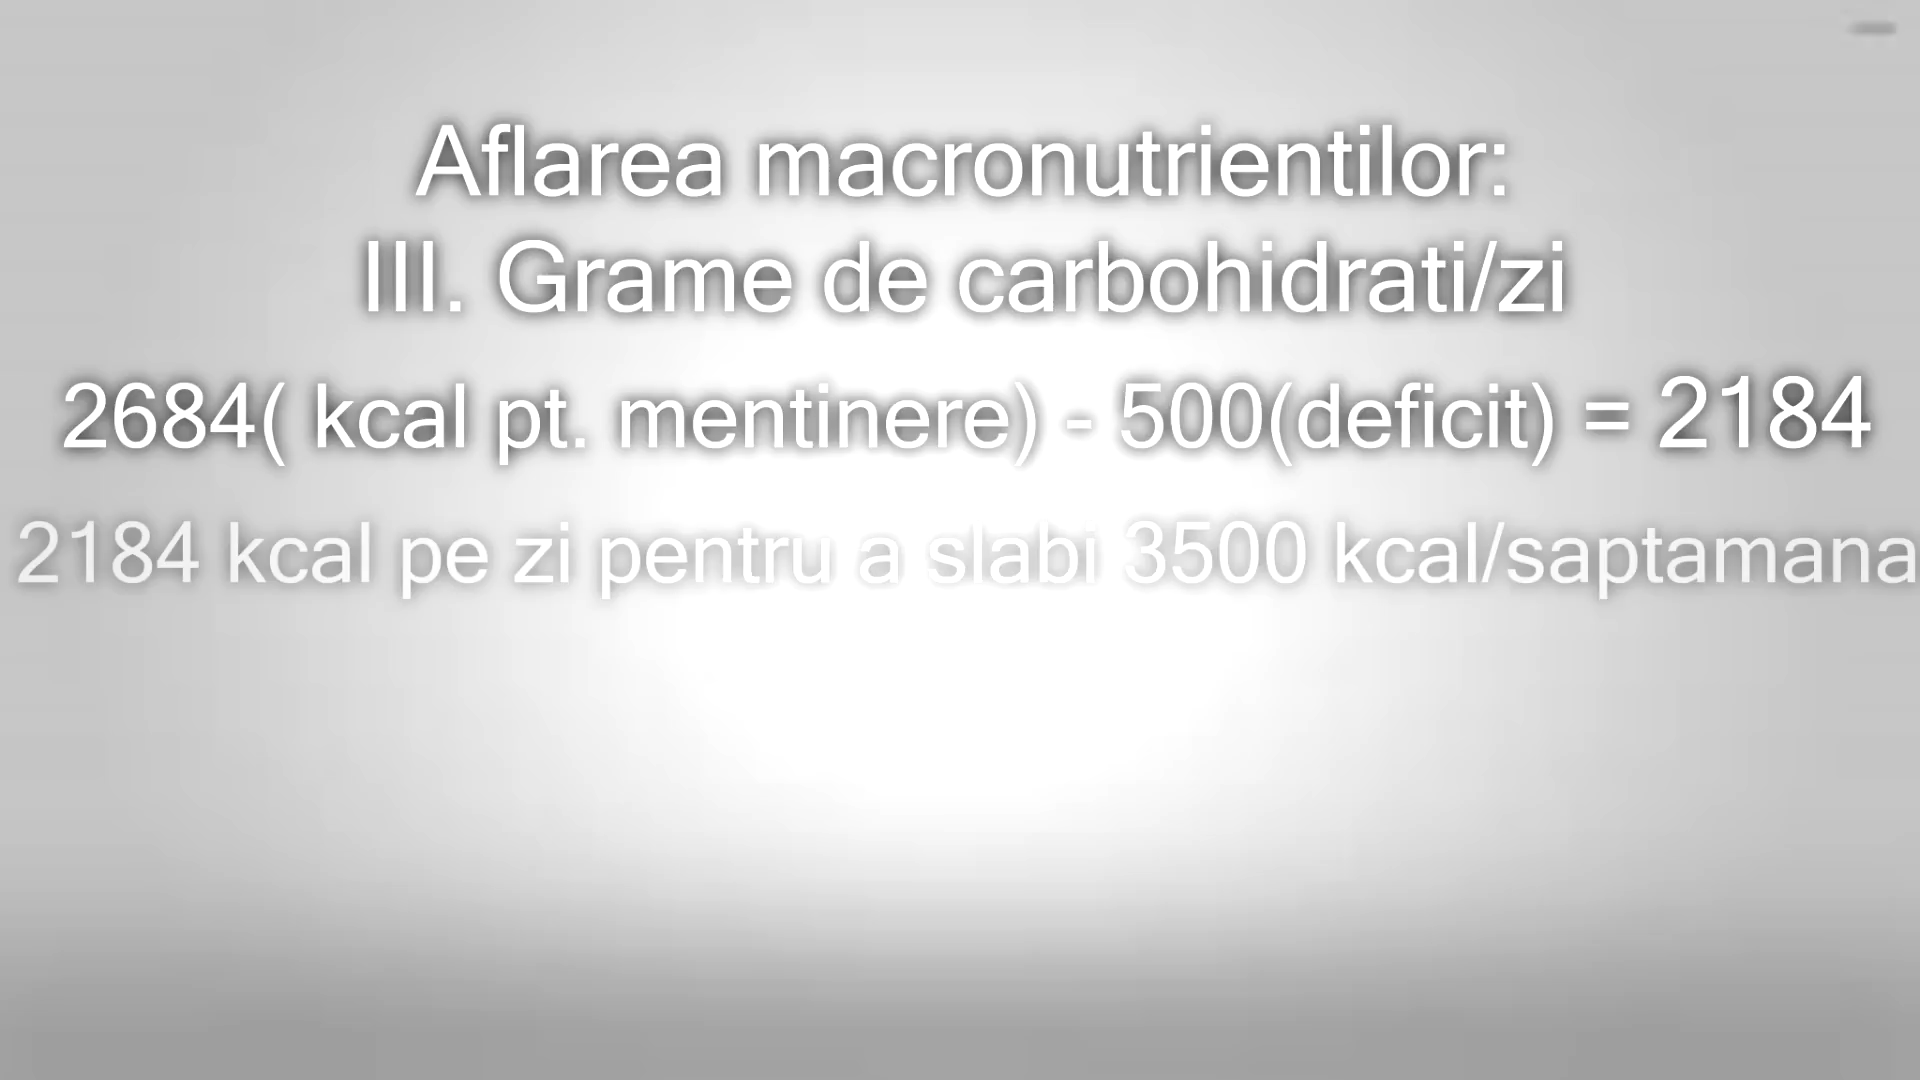 Aflarea macronutrientilor:
III. Grame de carbohidrati/zi
2684( kcal pt. mentinere) - 500(deficit) = 2184
2184 kcal pe zi pentru a slabi 3500 kcal/saptamana